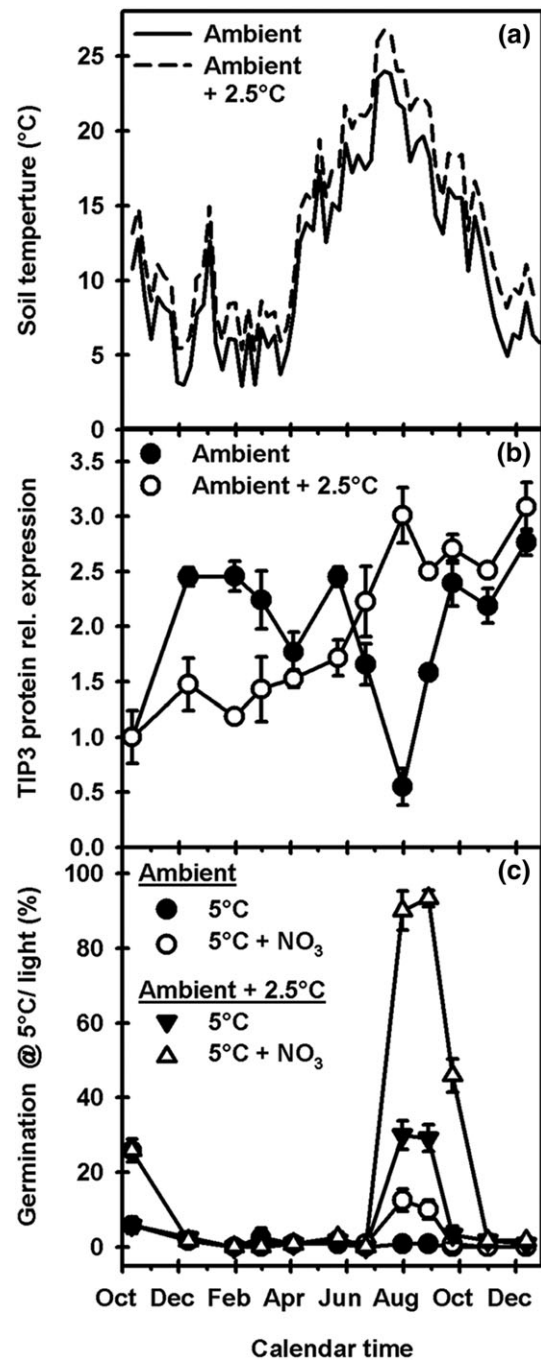 (a)
Ambient
Ambient
+ 2.5°C
25
20
15
10
5
0
Soil temperture (°C)
(b)
Ambient
Ambient + 2.5°C
3.5
3.0
2.5
2.0
1.5
1.0
0.5
0.0
TIP3 protein rel. expression
(c)
Ambient
5°C
5°C + NO3
Ambient + 2.5°C
5°C
5°C + NO3
100
80
60
40
20
0
Germination @ 5°C/ light (%)
Oct Dec Feb Apr Jun Aug Oct Dec
Calendar time